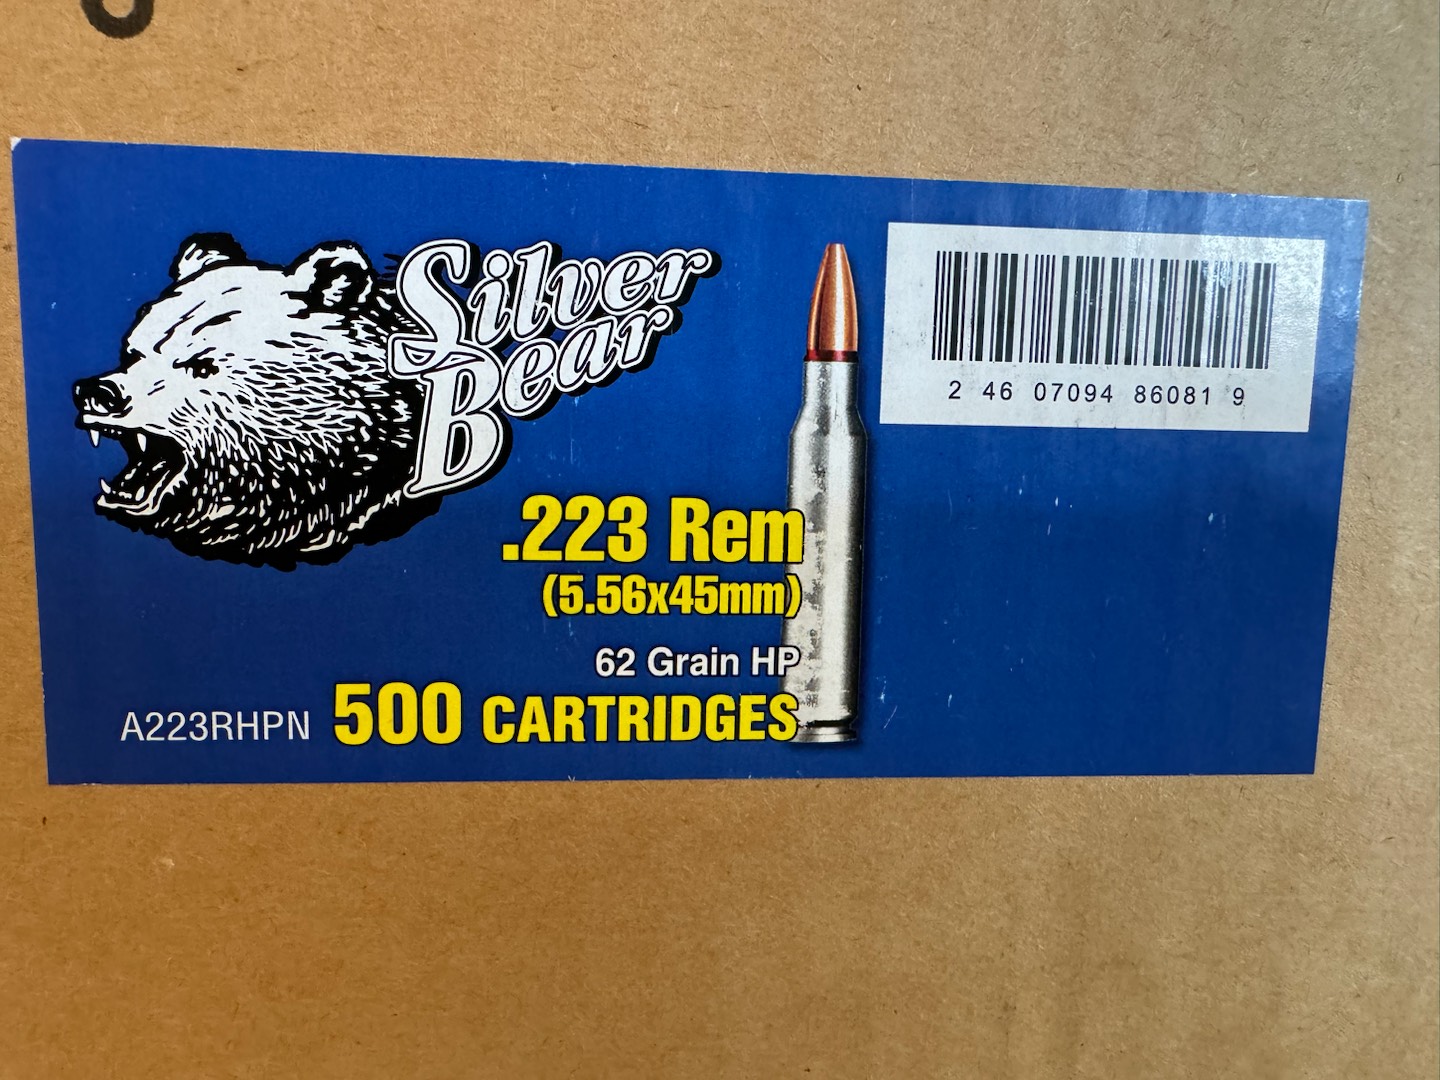 Silver
Bear
.223 Rem
(5.56x45mm)
62 Grain HP
A223RHPN 500 CARTRIDGES
2 46 07094 86081 9